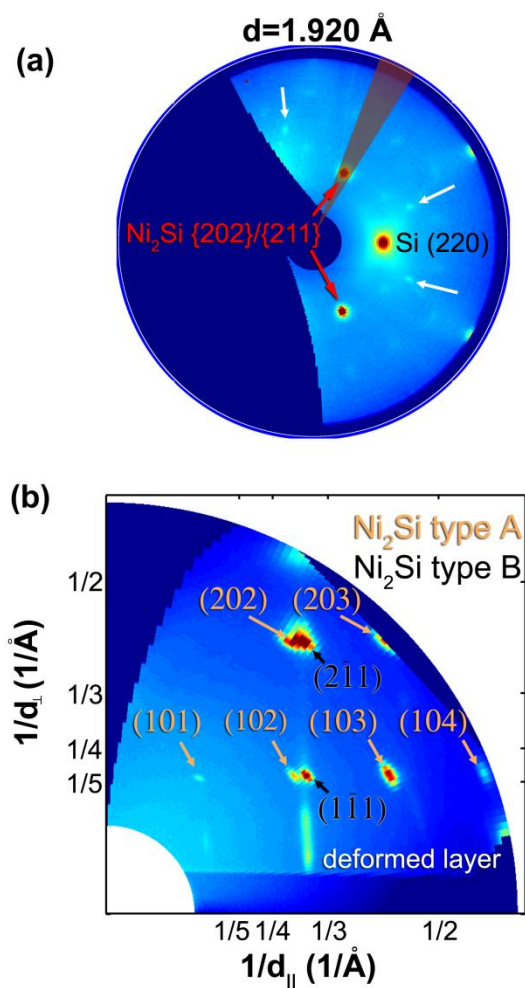 d=1.920 Å
(a)
Ni₂Si {202}/{211}
Si (220)
(b)
Ni₂Si type A
Ni₂Si type B
(202)
(203)
(2-11)
(101)
(102)
(103)
(104)
(1-11)
deformed layer
1/2
1/3
1/4
1/5
1/d⊥ (1/Å)
1/5 1/4 1/3 1/2
1/d|| (1/Å)